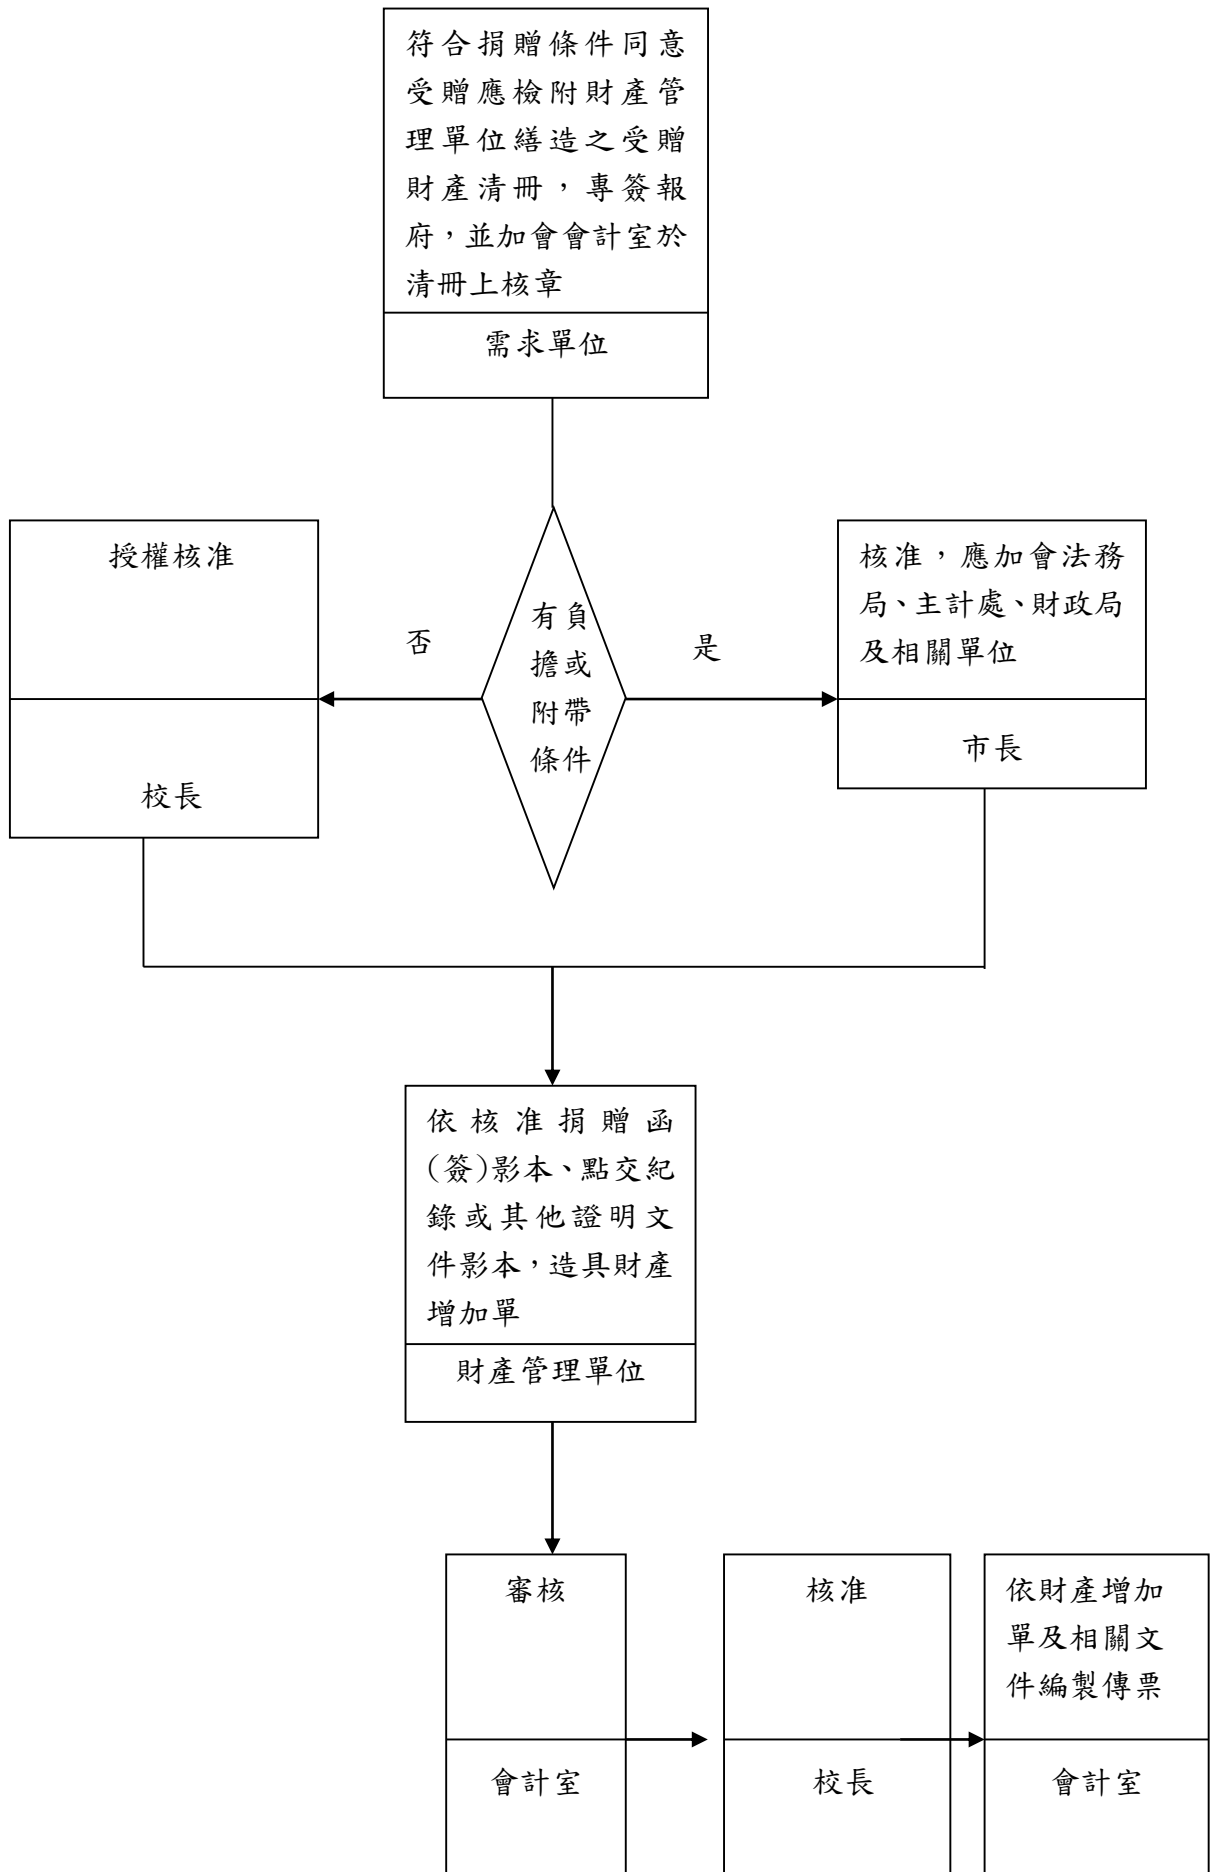 符合捐贈條件同意
受贈應檢附財產管
理單位繕造之受贈
財產清冊，專簽報
府，並加會會計室於
清冊上核章
需求單位
授權核准
校長
否
有負
擔或
附帶
條件
是
核准，應加會法務
局、主計處、財政局
及相關單位
市長
依核准捐贈函
(簽)影本、點交紀
錄或其他證明文
件影本，造具財產
增加單
財產管理單位
審核
會計室
核准
校長
依財產增加
單及相關文
件編製傳票
會計室